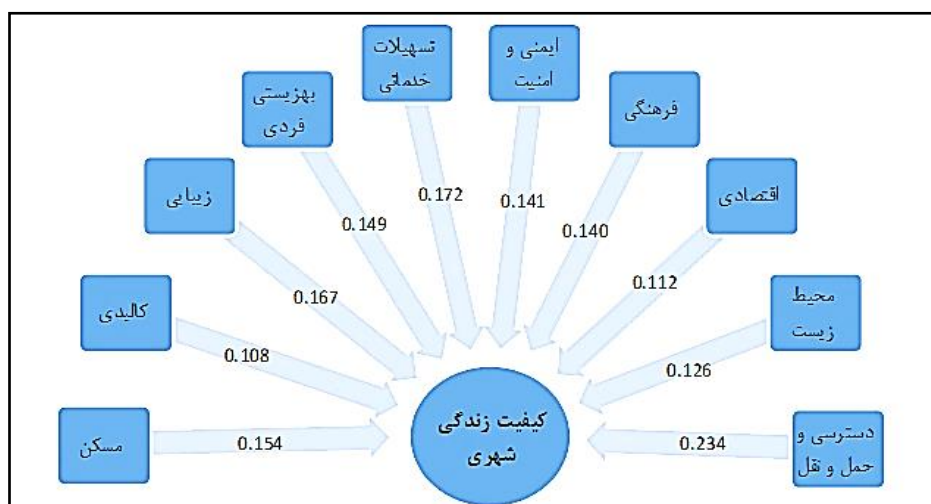 تسهیلات
خدماتی
ایمنی و
امنیت
بهزیستی
فردی
فرهنگی
زیبایی
اقتصادی
کالبدی
محیط
زیست
مسکن
دسترسی و
حمل و نقل
0.172
0.141
0.149
0.140
0.167
0.112
0.108
0.126
0.154
0.234
کیفیت زندگی
شهری